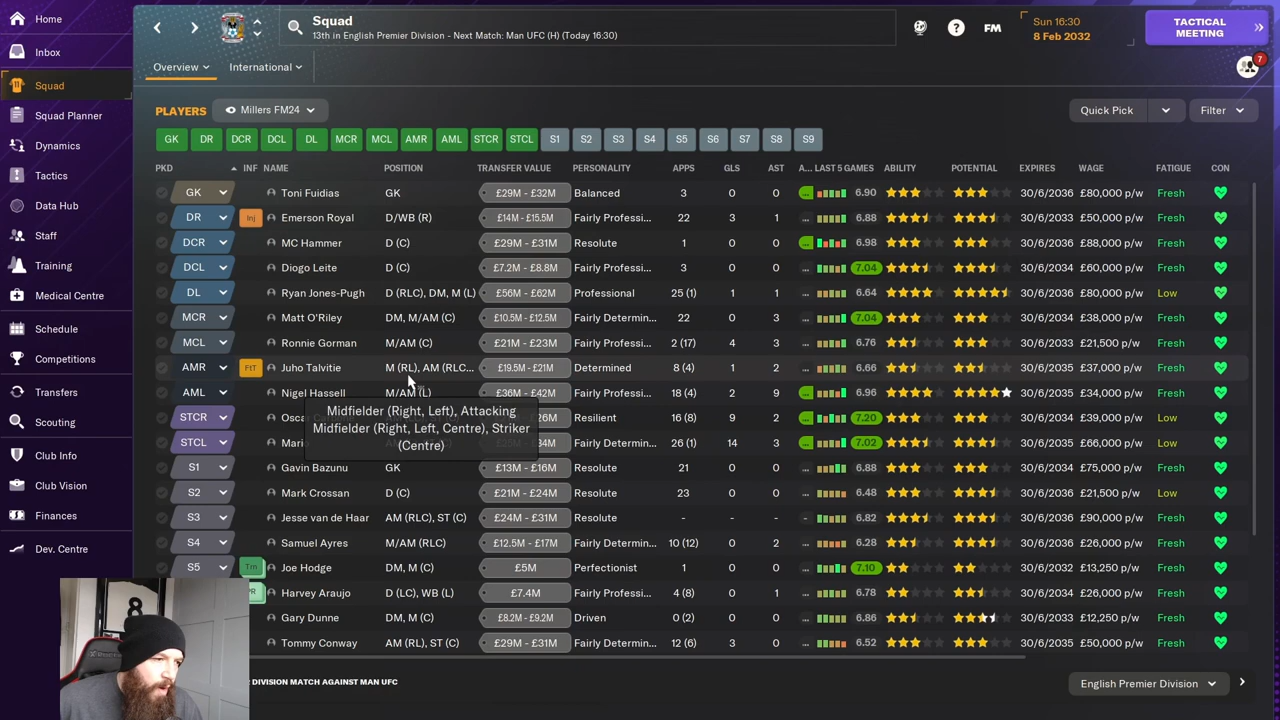 Home
Inbox
Squad
Squad Planner
Dynamics
Tactics
Data Hub
Staff
Training
Medical Centre
Schedule
Competitions
Transfers
Scouting
Club Info
Club Vision
Finances
Dev. Centre
Squad
13th in English Premier Division - Next Match: Man UFC (H) (Today 16:30)
? FM
Sun 16:30
8 Feb 2032
TACTICAL MEETING
7
Overview International
PLAYERS Millers FM24 Quick Pick Filter
GK DR DCR DCL DL MCR MCL AMR AML STCR STCL S1 S2 S3 S4 S5 S6 S7 S8 S9
PKD INF NAME POSITION TRANSFER VALUE PERSONALITY APPS GLS AST A... LAST 5 GAMES ABILITY POTENTIAL EXPIRES WAGE FATIGUE CON
GK Toni Fuidias GK £29M - £32M Balanced 3 0 0 ... 6.90 30/6/2036 £80,000 p/w Fresh
DR Inj Emerson Royal D/WB (R) £14M - £15.5M Fairly Professi... 22 3 1 ... 6.88 30/6/2033 £50,000 p/w Fresh
DCR MC Hammer D (C) £29M - £31M Resolute 1 0 0 ... 6.98 30/6/2036 £88,000 p/w Fresh
DCL Diogo Leite D (C) £7.2M - £8.8M Fairly Professi... 3 0 0 ... 7.04 30/6/2034 £60,000 p/w Fresh
DL Ryan Jones-Pugh D (RLC), DM, M (L) £56M - £62M Professional 25 (1) 1 1 ... 6.64 30/6/2036 £80,000 p/w Low
MCR Matt O'Riley DM, M/AM (C) £10.5M - £12.5M Fairly Determin... 22 0 3 ... 7.04 30/6/2034 £38,000 p/w Fresh
MCL Ronnie Gorman M/AM (C) £21M - £23M Resolute 2 (17) 4 3 ... 6.76 30/6/2036 £21,500 p/w Fresh
AMR FtT Juho Talvitie M (RL), AM (RLC... £19.5M - £21M Determined 8 (4) 1 2 ... 6.66 30/6/2035 £37,000 p/w Fresh
AML Nigel Hassell M/AM (L) £36M - £42M Fairly Determin... 18 (4) 2 9 ... 6.96 30/6/2035 £36,000 p/w Fresh
Midfielder (Right, Left), Attacking
Midfielder (Right, Left, Centre), Striker
(Centre)
STCR Resilient 16 (8) 9 2 ... 7.20 30/6/2034 £39,000 p/w Low
STCL Fairly Determin... 26 (1) 14 3 ... 7.02 30/6/2035 £66,000 p/w Low
S1 Gavin Bazunu GK £13M - £16M Resolute 21 0 0 ... 6.88 30/6/2034 £75,000 p/w Fresh
S2 Mark Crossan D (C) £21M - £24M Resolute 23 0 0 ... 6.48 30/6/2036 £21,500 p/w Low
S3 Jesse van de Haar AM (RLC), ST (C) £24M - £31M Resolute - - - - 6.82 30/6/2036 £90,000 p/w Fresh
S4 Samuel Ayres M/AM (RLC) £12.5M - £17M Fairly Determin... 10 (12) 0 2 ... 6.28 30/6/2036 £21,500 p/w Fresh
S5 Trn Joe Hodge DM, M (C) £5M Perfectionist 1 0 0 ... 7.10 30/6/2032 £13,250 p/w Fresh
PR Harvey Araujo D (LC), WB (L) £7.4M Fairly Professi... 4 (8) 0 1 ... 6.78 30/6/2034 £26,000 p/w Fresh
Gary Dunne DM, M (C) £8.2M - £9.2M Driven 0 (2) 0 0 ... 6.86 30/6/2033 £12,250 p/w Fresh
Tommy Conway AM (RL), ST (C) £29M - £31M Fairly Determin... 12 (6) 3 0 ... 6.52 30/6/2035 £50,000 p/w Fresh
DIVISION MATCH AGAINST MAN UFC English Premier Division
8